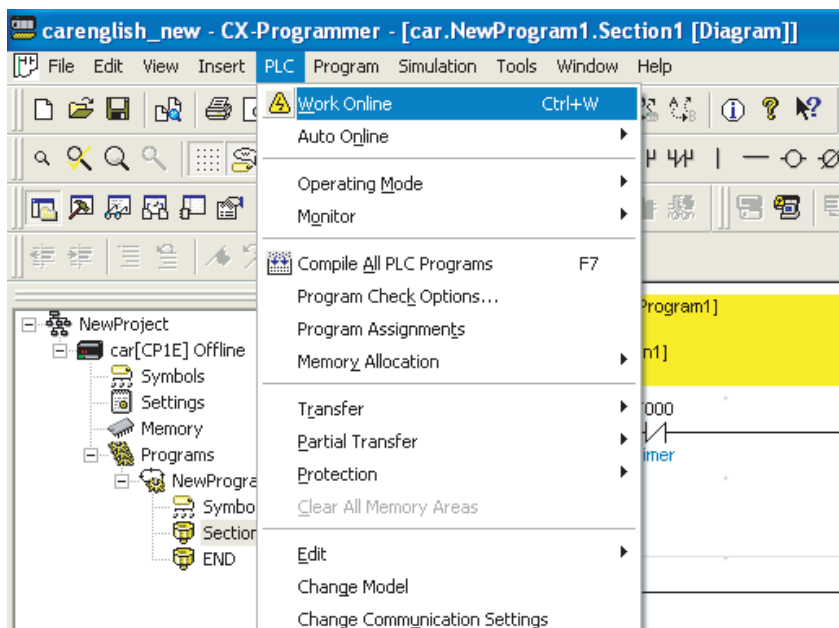 carenglish_new - CX-Programmer - [car.NewProgram1.Section1 [Diagram]]
File Edit View Insert PLC Program Simulation Tools Window Help
Work Online Ctrl+W
Auto Online
Operating Mode
Monitor
Compile All PLC Programs F7
Program Check Options...
Program Assignments
Memory Allocation
Transfer
Partial Transfer
Protection
Clear All Memory Areas
Edit
Change Model
Change Communication Settings
NewProject
car[CP1E] Offline
Symbols
Settings
Memory
Programs
NewProgra
Symbo
Section
END
Program1]
n1]
000
imer